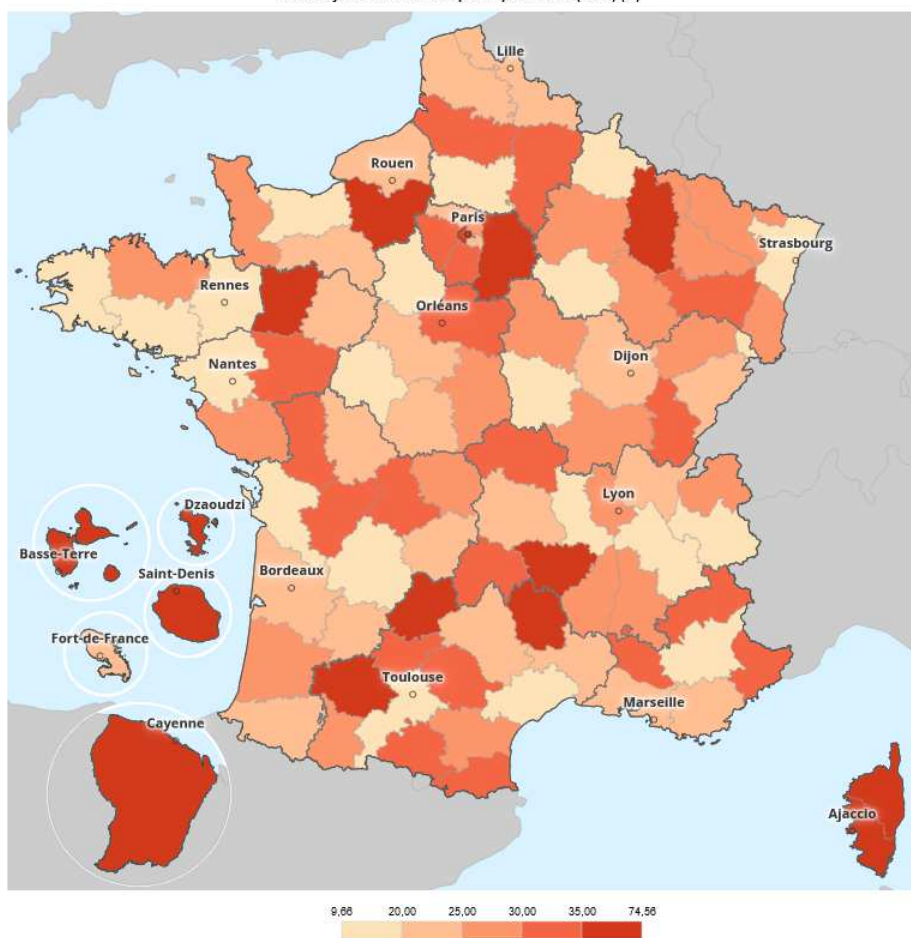 Lille
Rouen
Paris
Strasbourg
Rennes
Orléans
Nantes
Dijon
Lyon
Dzaoudzi
Basse-Terre
Saint-Denis
Bordeaux
Fort-de-France
Toulouse
Marseille
Cayenne
Ajaccio
9,66 20,00 25,00 30,00 35,00 74,56